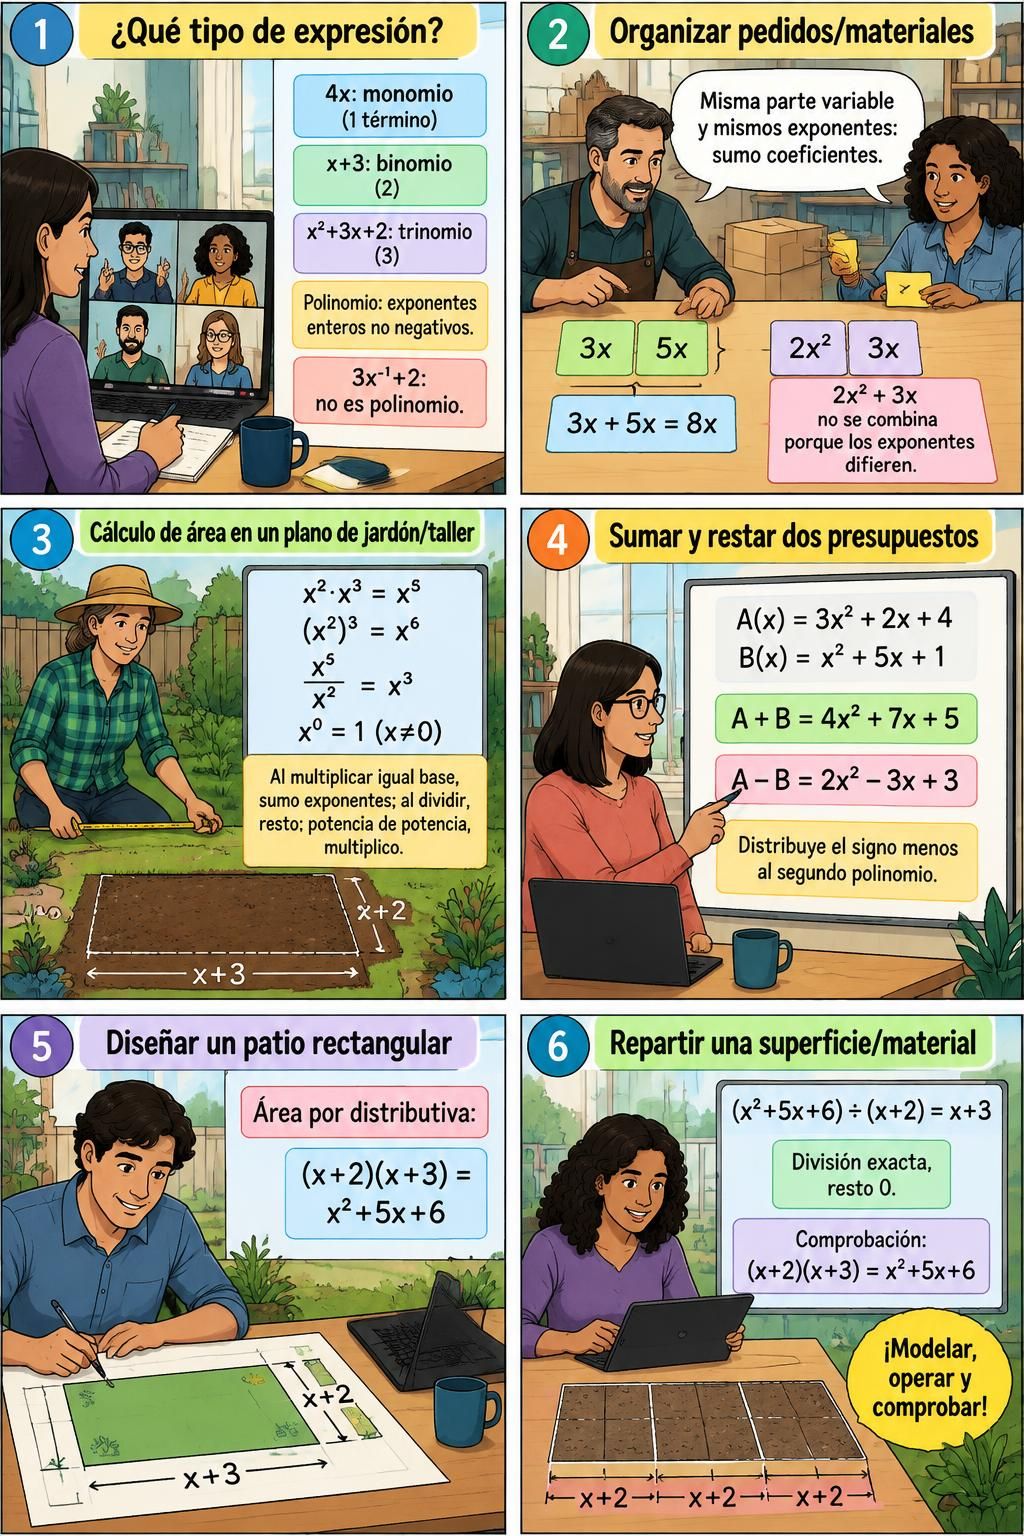 1
¿Qué tipo de expresión?
4x: monomio
(1 término)
x+3: binomio
(2)
x²+3x+2: trinomio
(3)
Polinomio: exponentes
enteros no negativos.
3x⁻¹+2:
no es polinomio.
2
Organizar pedidos/materiales
Misma parte variable
y mismos exponentes:
sumo coeficientes.
3x 5x
3x + 5x = 8x
2x² 3x
2x² + 3x
no se combina
porque los exponentes
difieren.
3
Cálculo de área en un plano de jardón/taller
x²·x³ = x⁵
(x²)³ = x⁶
x⁵
x²
= x³
x⁰ = 1 (x≠0)
Al multiplicar igual base,
sumo exponentes; al dividir,
resto; potencia de potencia,
multiplico.
x+2
x+3
4
Sumar y restar dos presupuestos
A(x) = 3x² + 2x + 4
B(x) = x² + 5x + 1
A + B = 4x² + 7x + 5
A − B = 2x² − 3x + 3
Distribuye el signo menos
al segundo polinomio.
5
Diseñar un patio rectangular
Área por distributiva:
(x+2)(x+3) =
x²+5x+6
x+2
x+3
6
Repartir una superficie/material
(x²+5x+6) ÷ (x+2) = x+3
División exacta,
resto 0.
Comprobación:
(x+2)(x+3) = x²+5x+6
¡Modelar,
operar y
comprobar!
x+2 x+2 x+2